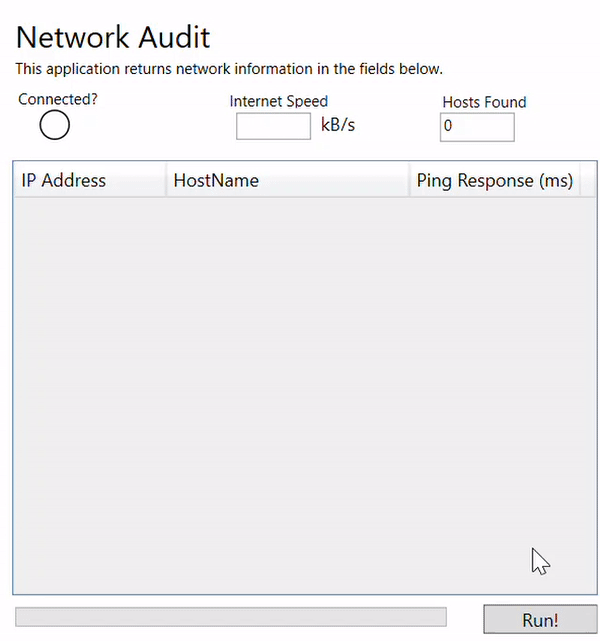 Network Audit
This application returns network information in the fields below.
Connected?
Internet Speed
Hosts Found
kB/s
0
IP Address
HostName
Ping Response (ms)
Run!